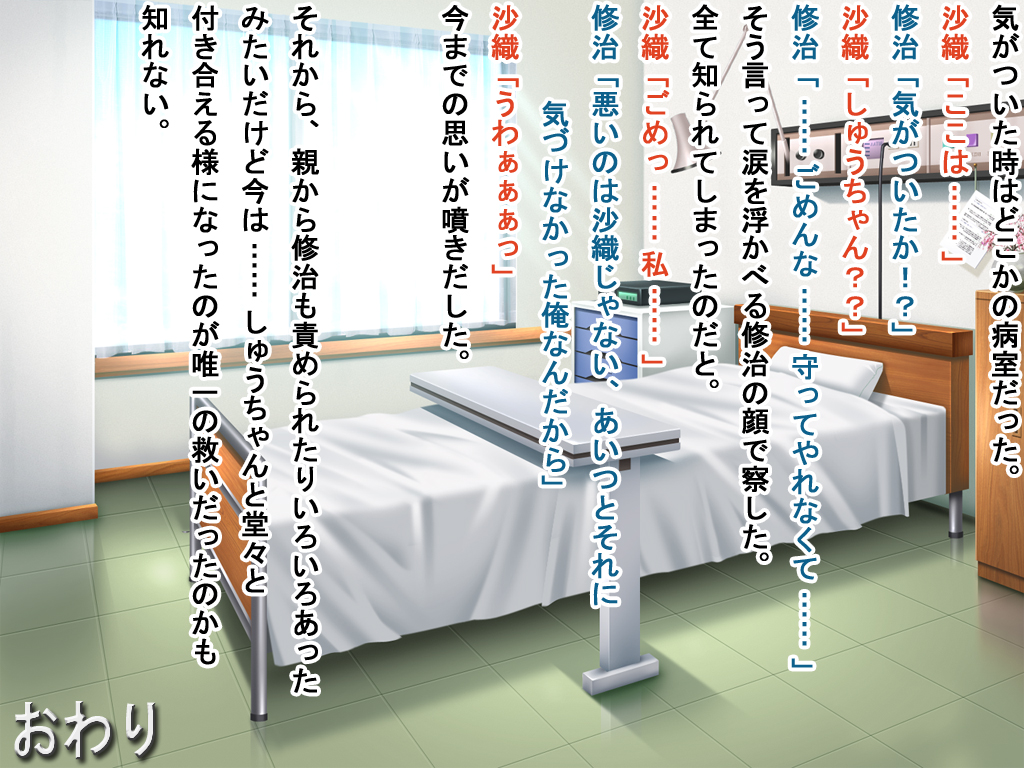 気がついた時はどこかの病室だった。
沙織「ここは……」
修治「気がついたか！？」
沙織「しゅうちゃん？？」
修治「……ごめんな……守ってやれなくて……」
そう言って涙を浮かべる修治の顔で察した。
全て知られてしまったのだと。
沙織「ごめっ……私……」
修治「悪いのは沙織じゃない、あいつとそれに
気づけなかった俺なんだから」
沙織「うわぁぁぁっ」
今までの思いが噴きだした。
それから、親から修治も責められたりいろいろあった
みたいだけど今は……しゅうちゃんと堂々と
付き合える様になったのが唯一の救いだったのかも
知れない。
おわり